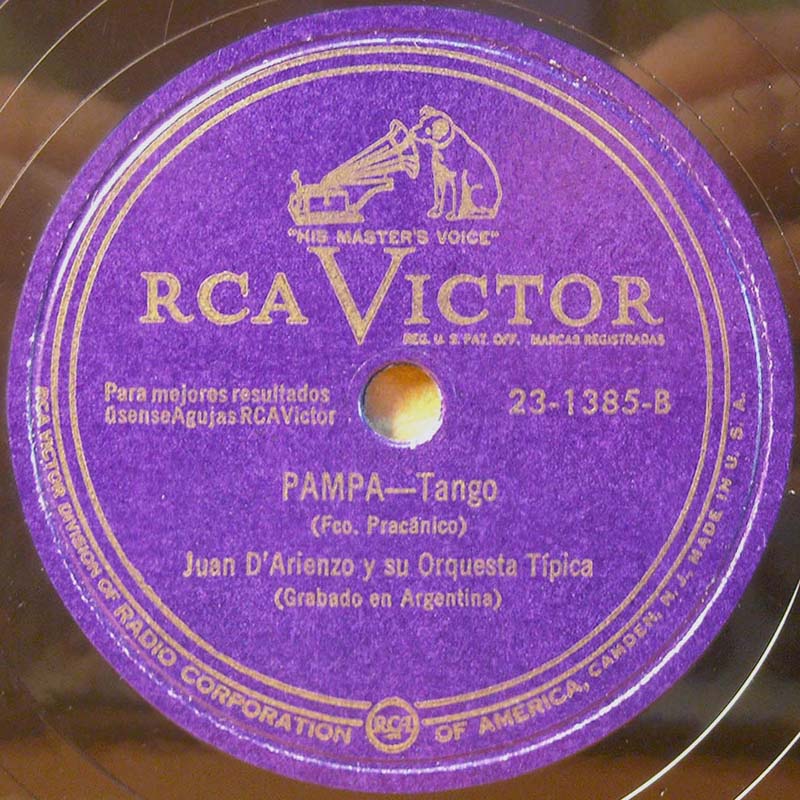 "HIS MASTER'S VOICE"
RCA VICTOR
REG. U. S. PAT. OFF. MARCAS REGISTRADAS
Para mejores resultados
ÚsenseAgujasRCAVictor
23-1385-B
PAMPA—Tango
(Fco. Pracánico)
Juan D'Arienzo y su Orquesta Típica
(Grabado en Argentina)
RCA VICTOR DIVISION OF RADIO CORPORATION RCA OF AMERICA, CAMDEN, N. J. MADE IN U. S. A.